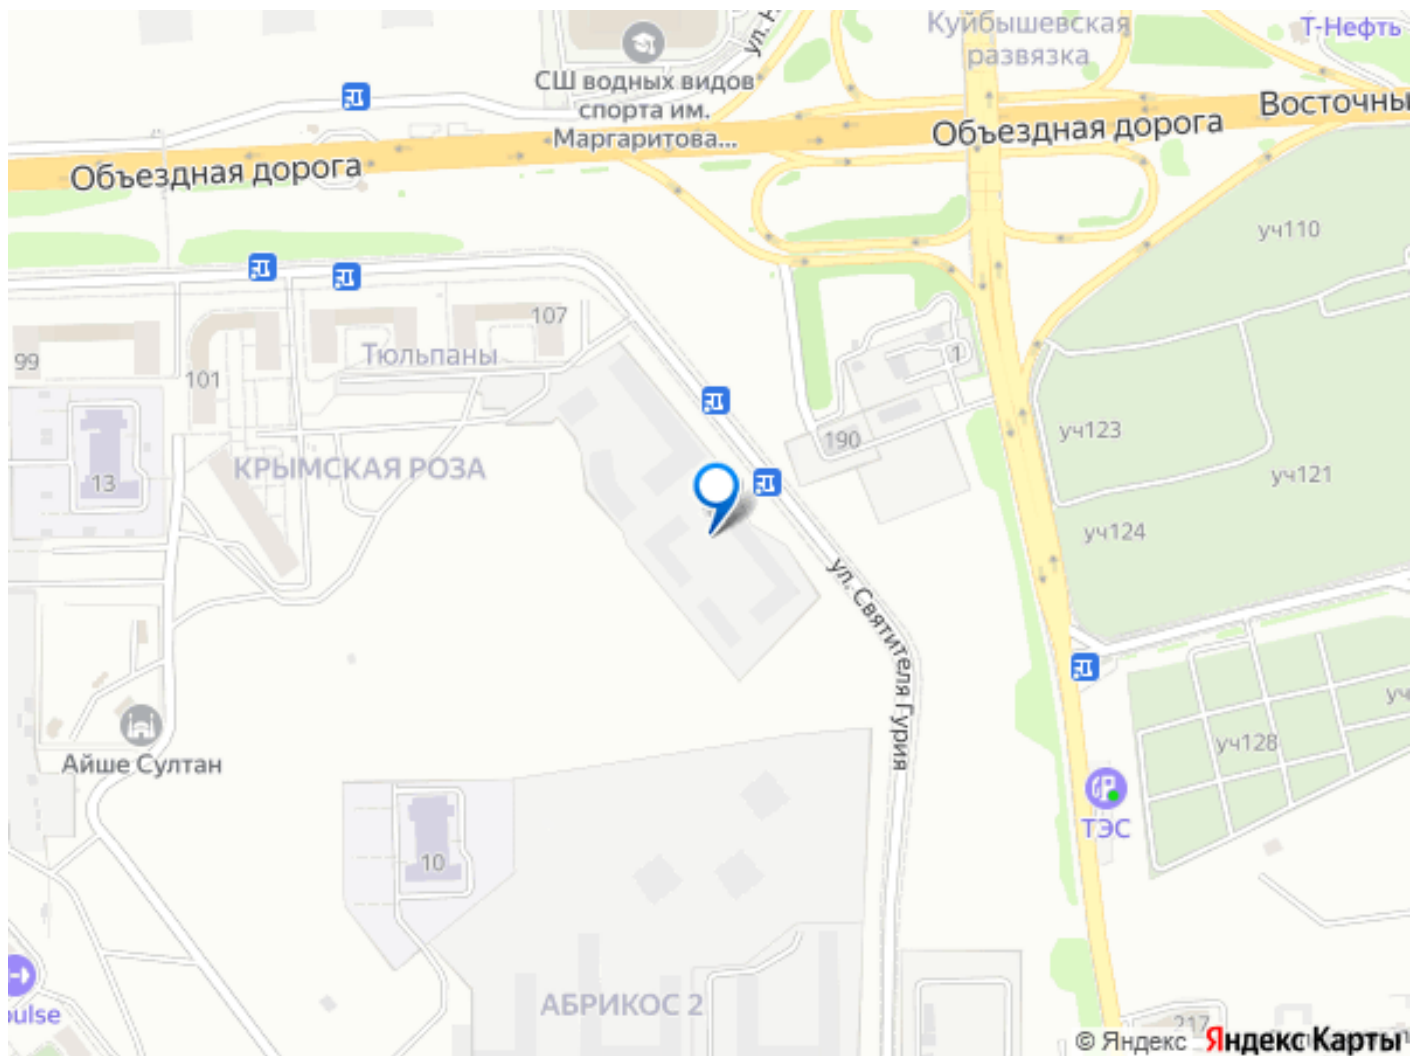 Куйбышевская
развязка
Т-Нефть
СШ водных видов
спорта им.
Маргаритова...
Восточны
Объездная дорога
Объездная дорога
уч110
107
Тюльпаны
99
101
1
190
уч123
КРЫМСКАЯ РОЗА
13
уч121
уч124
ул. Святителя Гурия
Айше Султан
уч128
ТЭС
10
АБРИКОС 2
pulse
217
© Яндекс Яндекс Карты